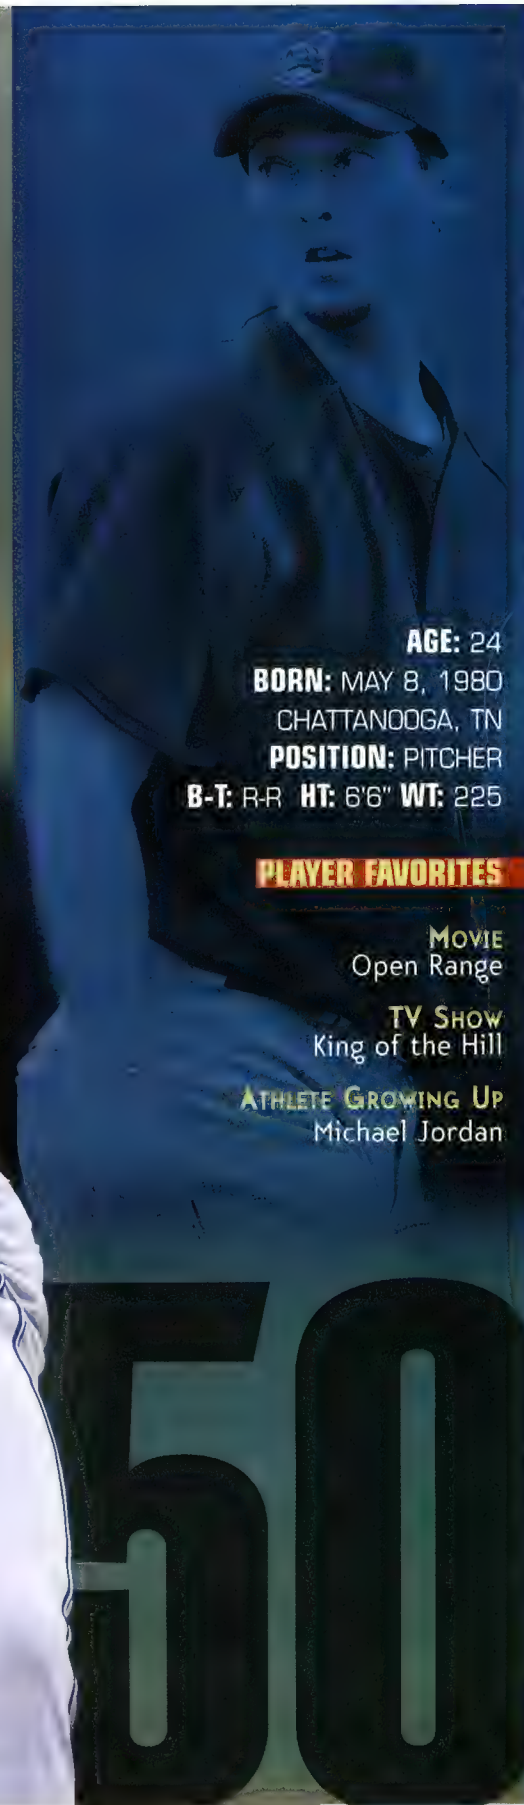 AGE: 24
BORN: MAY 8, 1980
CHATTANOOGA, TN
POSITION: PITCHER
B-T: R-R HT: 6'6" WT: 225
PLAYER FAVORITES
MOVIE
Open Range
TV SHOW
King of the Hill
ATHLETE GROWING UP
Michael Jordan
50